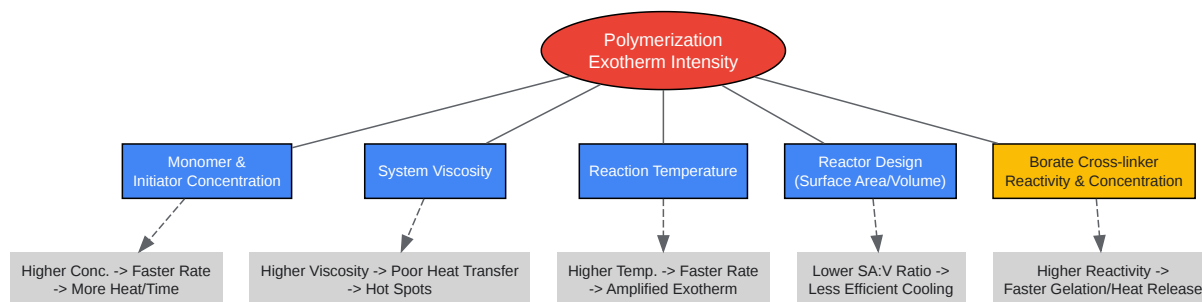 Polymerization
Exotherm Intensity
Monomer &
Initiator Concentration
System Viscosity
Reaction Temperature
Reactor Design
(Surface Area/Volume)
Borate Cross-linker
Reactivity & Concentration
Higher Conc. -> Faster Rate
-> More Heat/Time
Higher Viscosity -> Poor Heat Transfer
-> Hot Spots
Higher Temp. -> Faster Rate
-> Amplified Exotherm
Lower SA:V Ratio ->
Less Efficient Cooling
Higher Reactivity ->
Faster Gelation/Heat Release